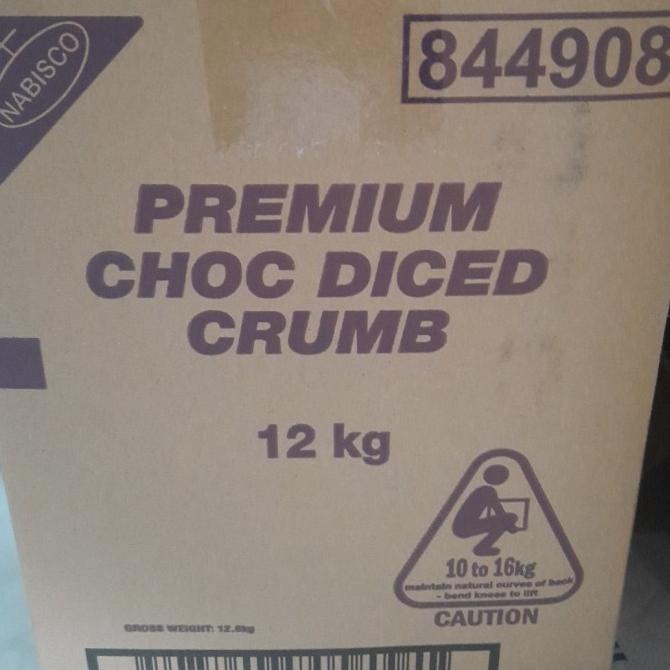 NABISCO
844908
PREMIUM
CHOC DICED
CRUMB
12 kg
10 to 16kg
maintain natural curves of back
- bend knees to lift
CAUTION
GROSS WEIGHT: 12.6kg